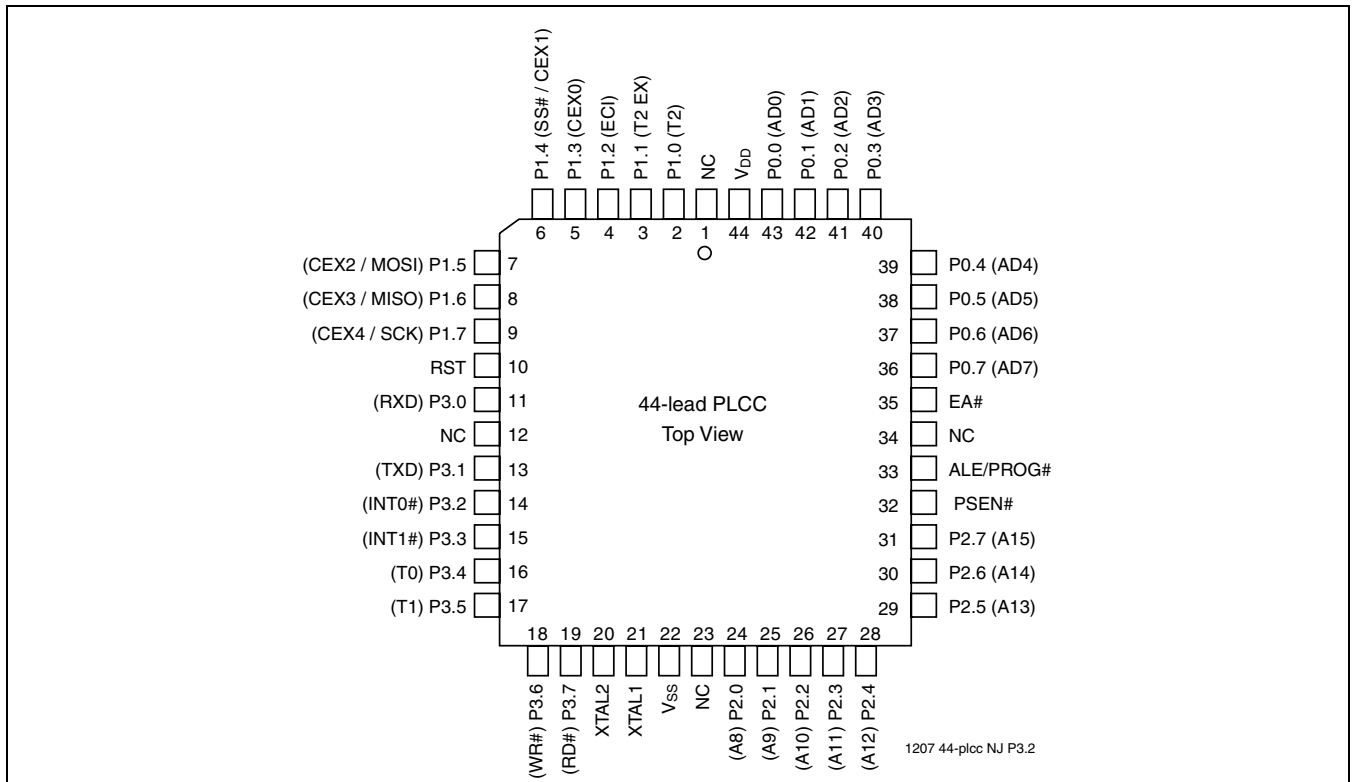 P1.4 (SS# / CEX1)
P1.3 (CEX0)
P1.2 (ECI)
P1.1 (T2 EX)
P1.0 (T2)
NC
VDD
P0.0 (AD0)
P0.1 (AD1)
P0.2 (AD2)
P0.3 (AD3)
6 5 4 3 2 1 44 43 42 41 40
(CEX2 / MOSI) P1.5 7
(CEX3 / MISO) P1.6 8
(CEX4 / SCK) P1.7 9
RST 10
(RXD) P3.0 11
NC 12
(TXD) P3.1 13
(INT0#) P3.2 14
(INT1#) P3.3 15
(T0) P3.4 16
(T1) P3.5 17
44-lead PLCC
Top View
39 P0.4 (AD4)
38 P0.5 (AD5)
37 P0.6 (AD6)
36 P0.7 (AD7)
35 EA#
34 NC
33 ALE/PROG#
32 PSEN#
31 P2.7 (A15)
30 P2.6 (A14)
29 P2.5 (A13)
18 19 20 21 22 23 24 25 26 27 28
(WR#) P3.6
(RD#) P3.7
XTAL2
XTAL1
VSS
NC
(A8) P2.0
(A9) P2.1
(A10) P2.2
(A11) P2.3
(A12) P2.4
1207 44-plcc NJ P3.2